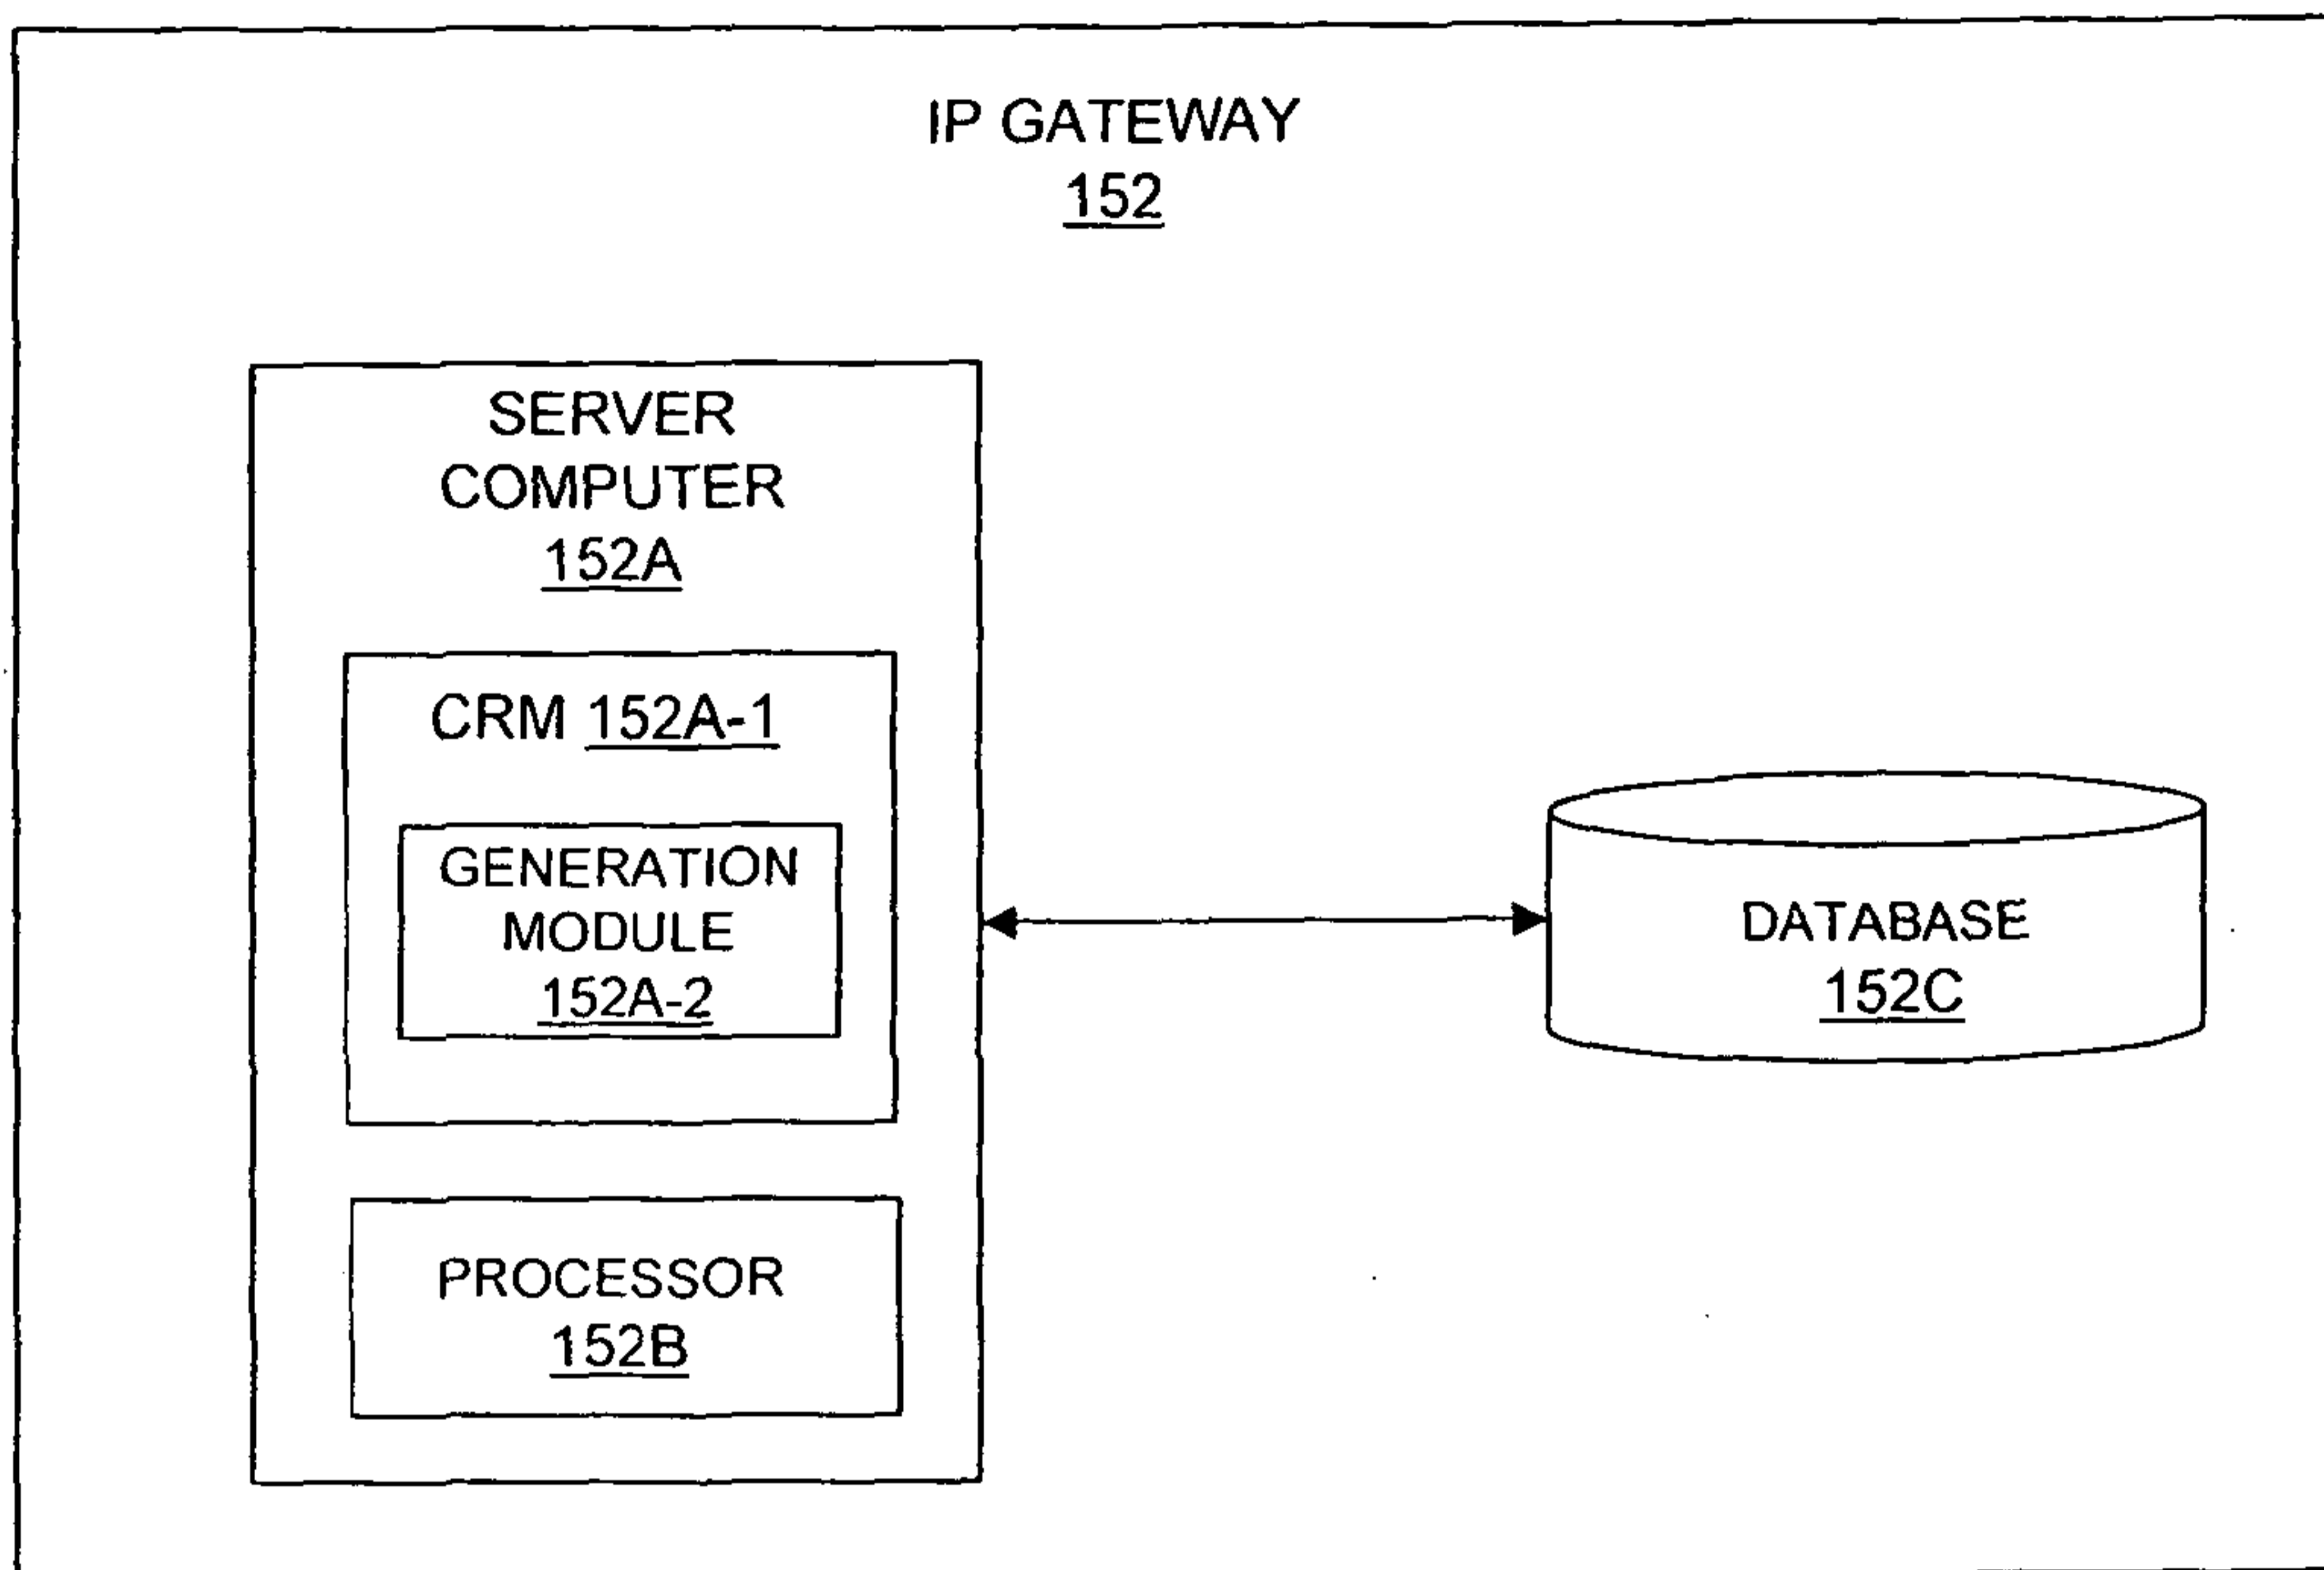 IP GATEWAY
152
SERVER
COMPUTER
152A
CRM 152A-1
GENERATION
MODULE
152A-2
PROCESSOR
152B
DATABASE
152C